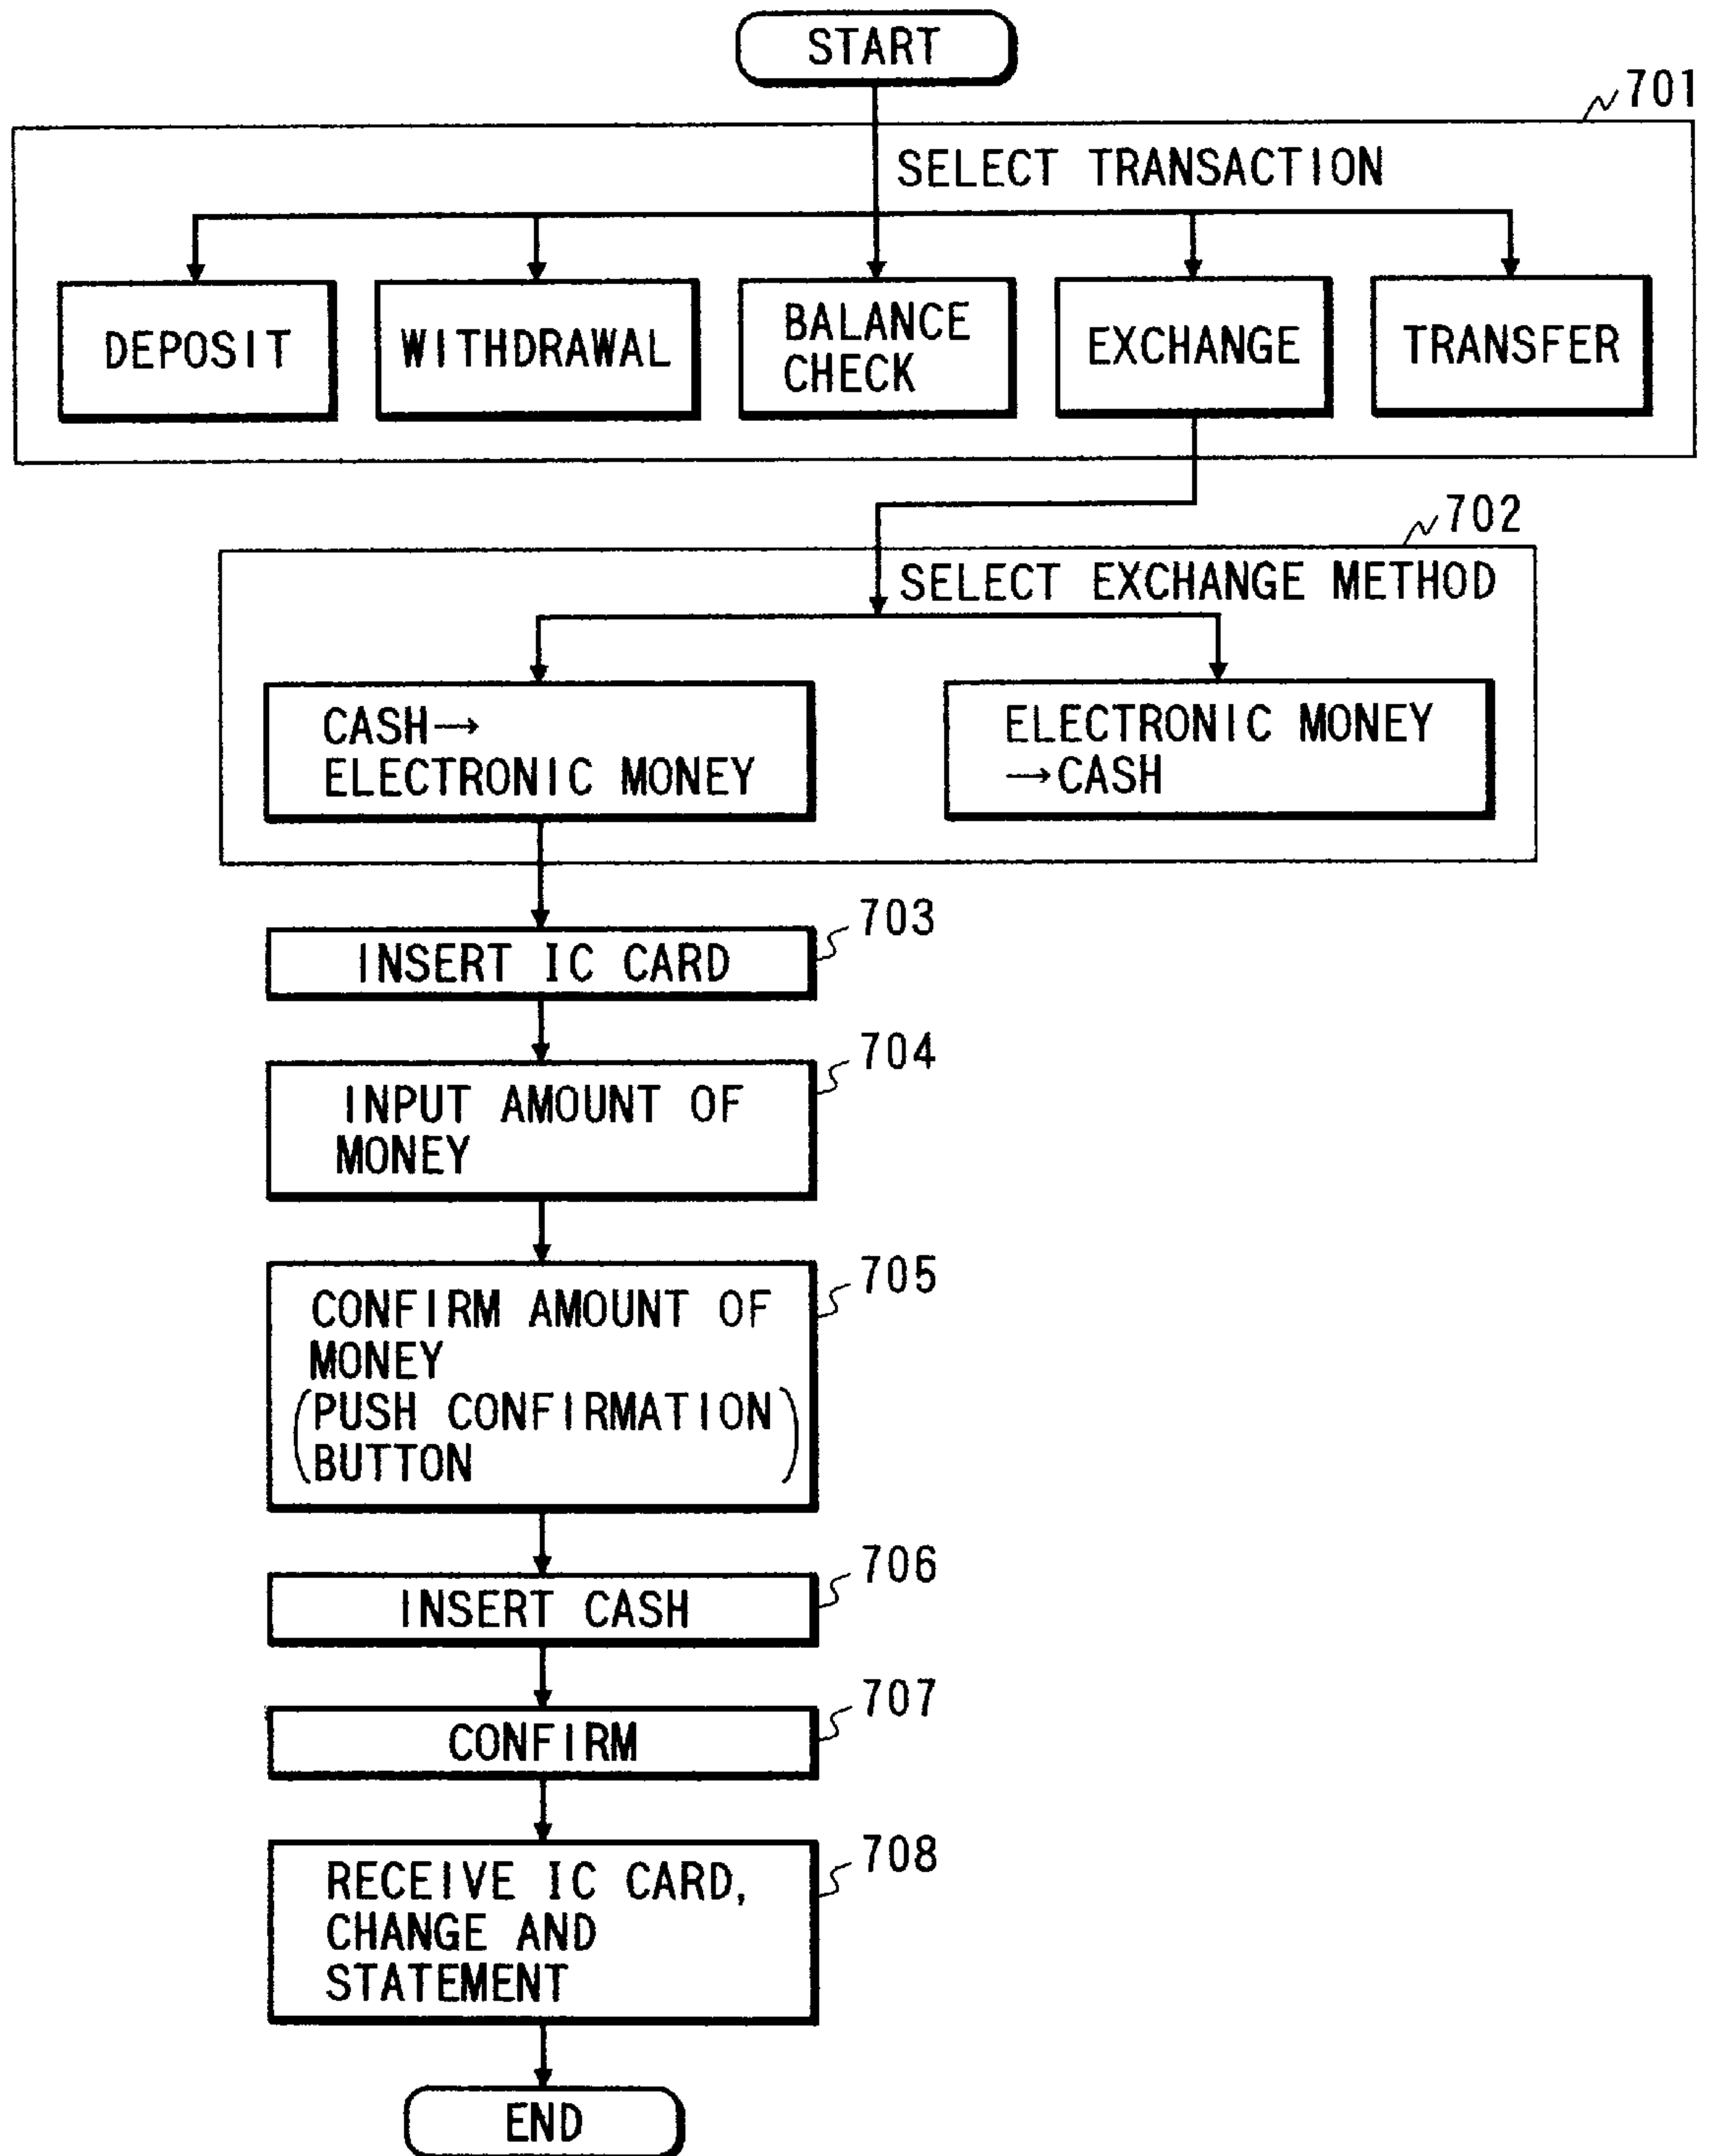 START
701
SELECT TRANSACTION
DEPOSIT
WITHDRAWAL
BALANCE
CHECK
EXCHANGE
TRANSFER
702
SELECT EXCHANGE METHOD
CASH→
ELECTRONIC MONEY
ELECTRONIC MONEY
→CASH
703
INSERT IC CARD
704
INPUT AMOUNT OF
MONEY
705
CONFIRM AMOUNT OF
MONEY
(PUSH CONFIRMATION
BUTTON)
706
INSERT CASH
707
CONFIRM
708
RECEIVE IC CARD,
CHANGE AND
STATEMENT
END